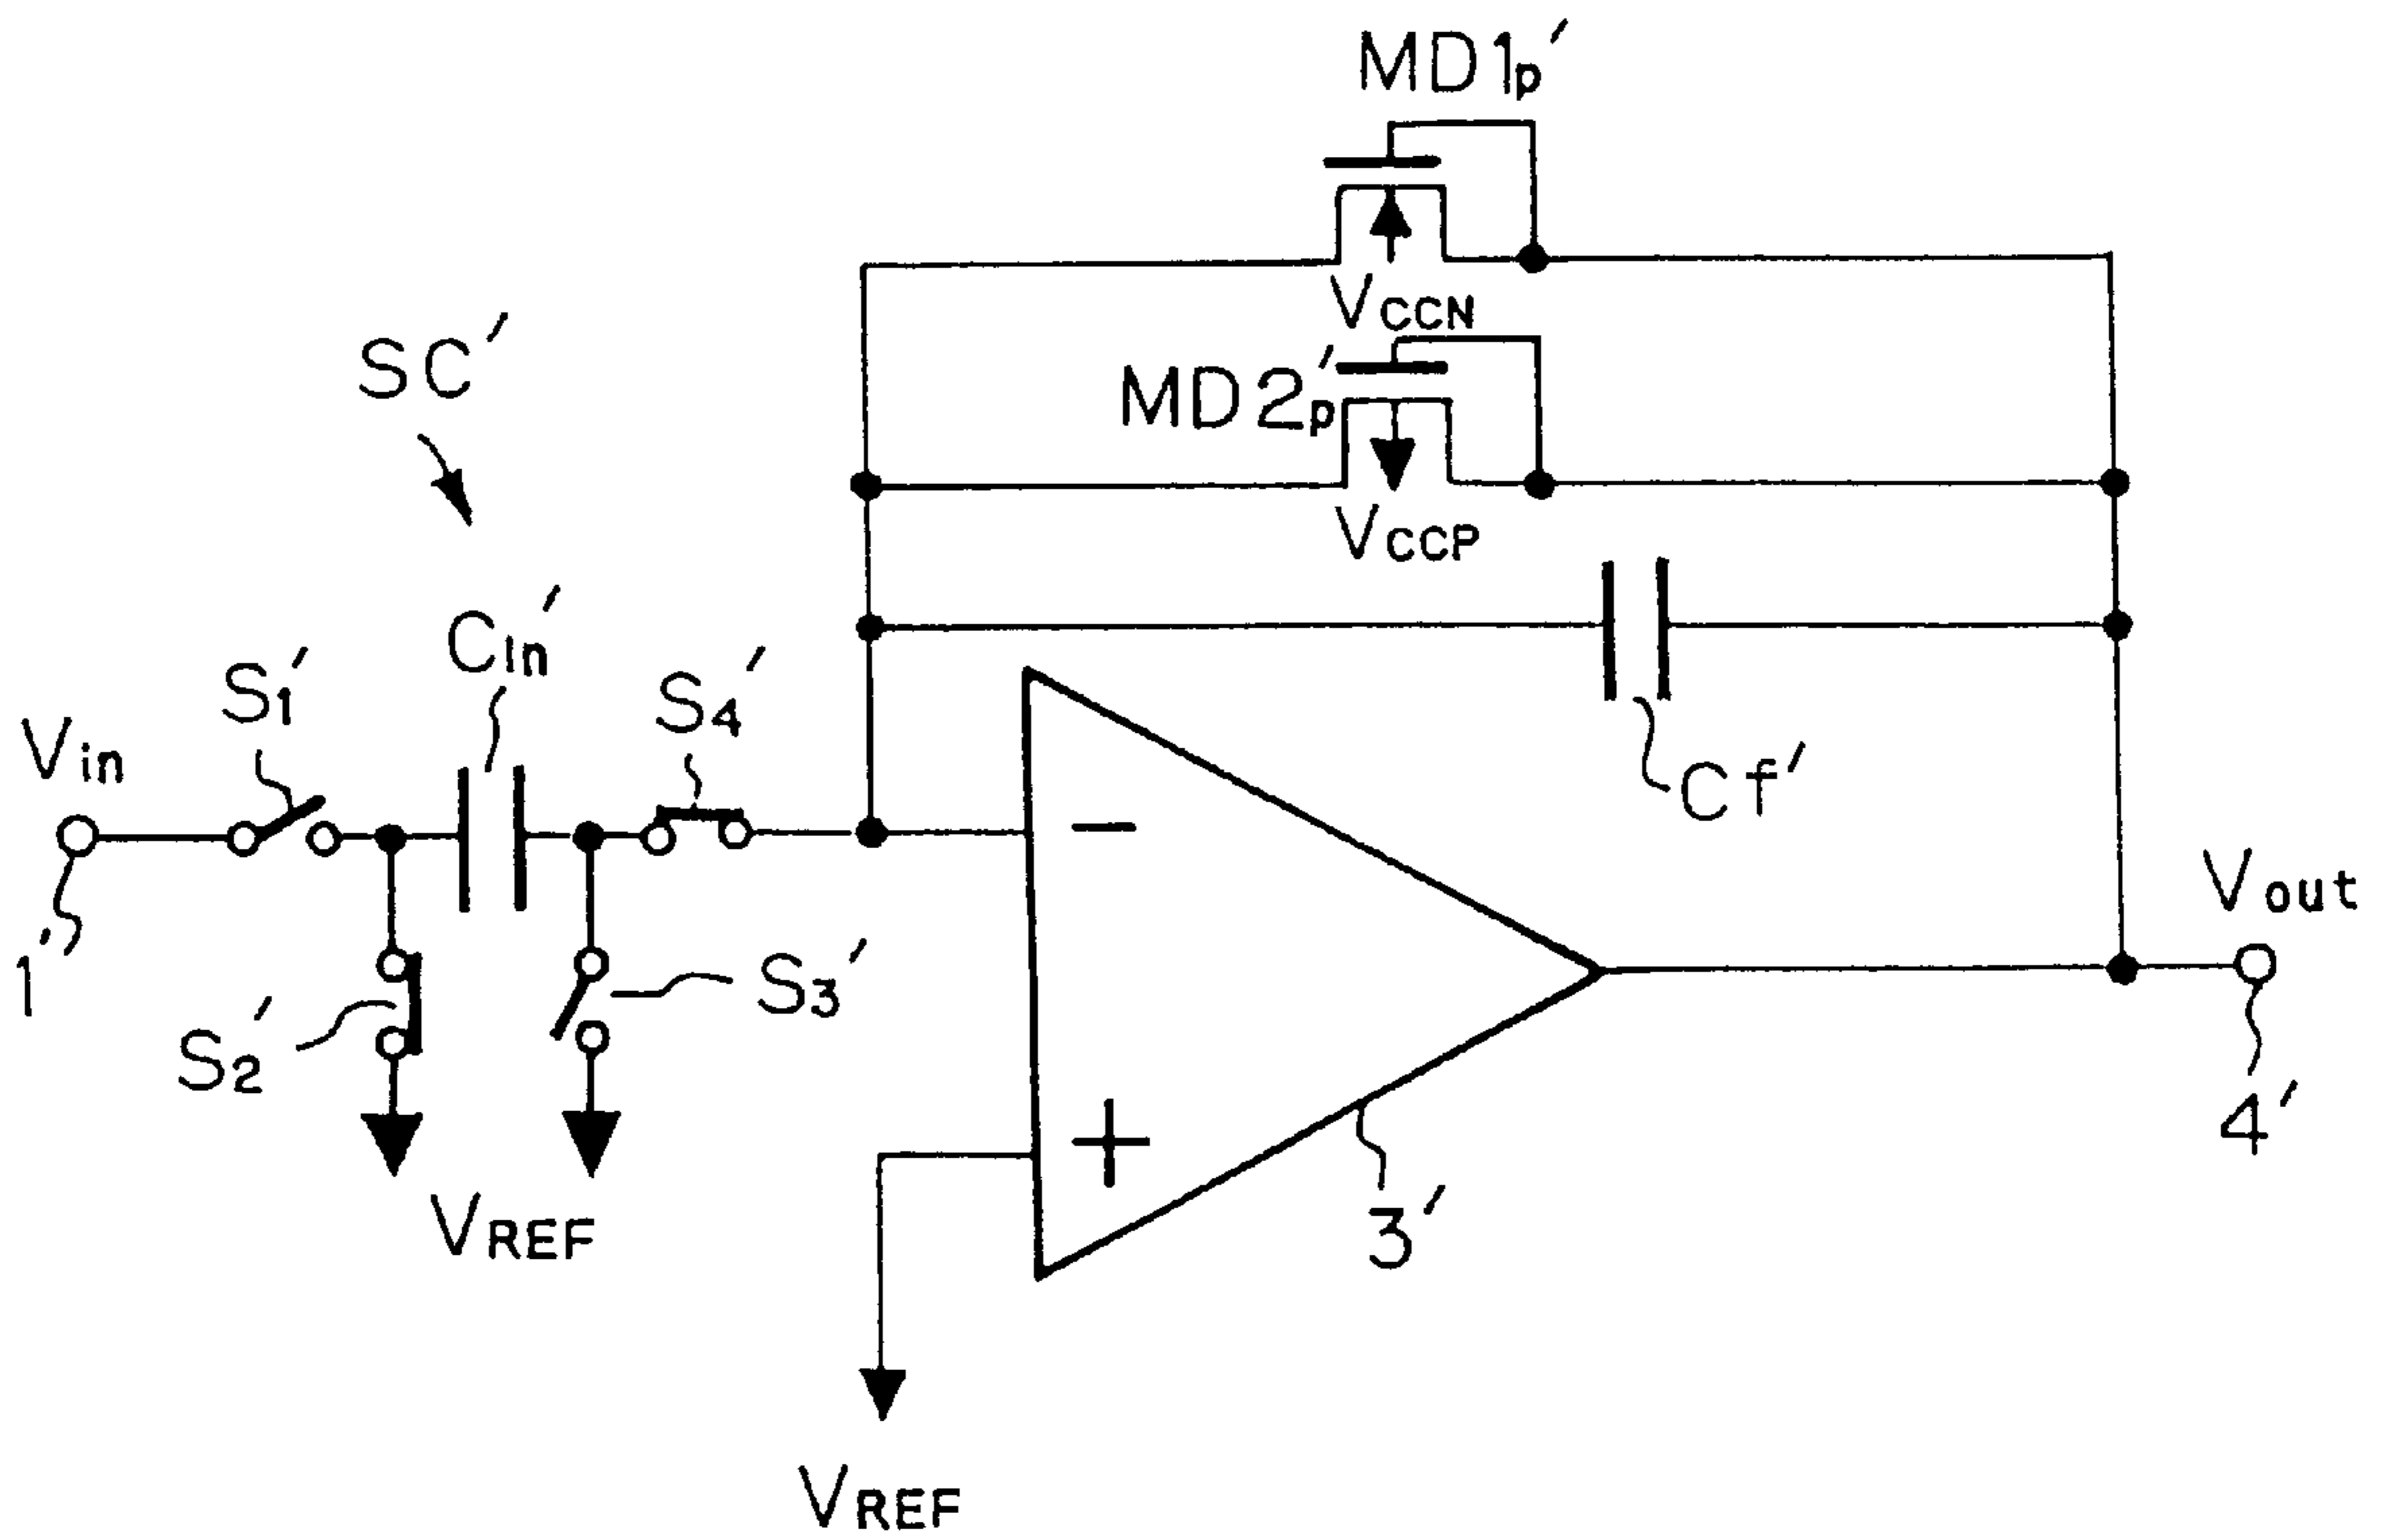 MD1p'
VCCN
SC'
MD2p'
VCCP
Cin'
S1'
S4'
Vin
Cf'
−
Vout
1'
S3'
S2'
+
4'
3'
VREF
VREF